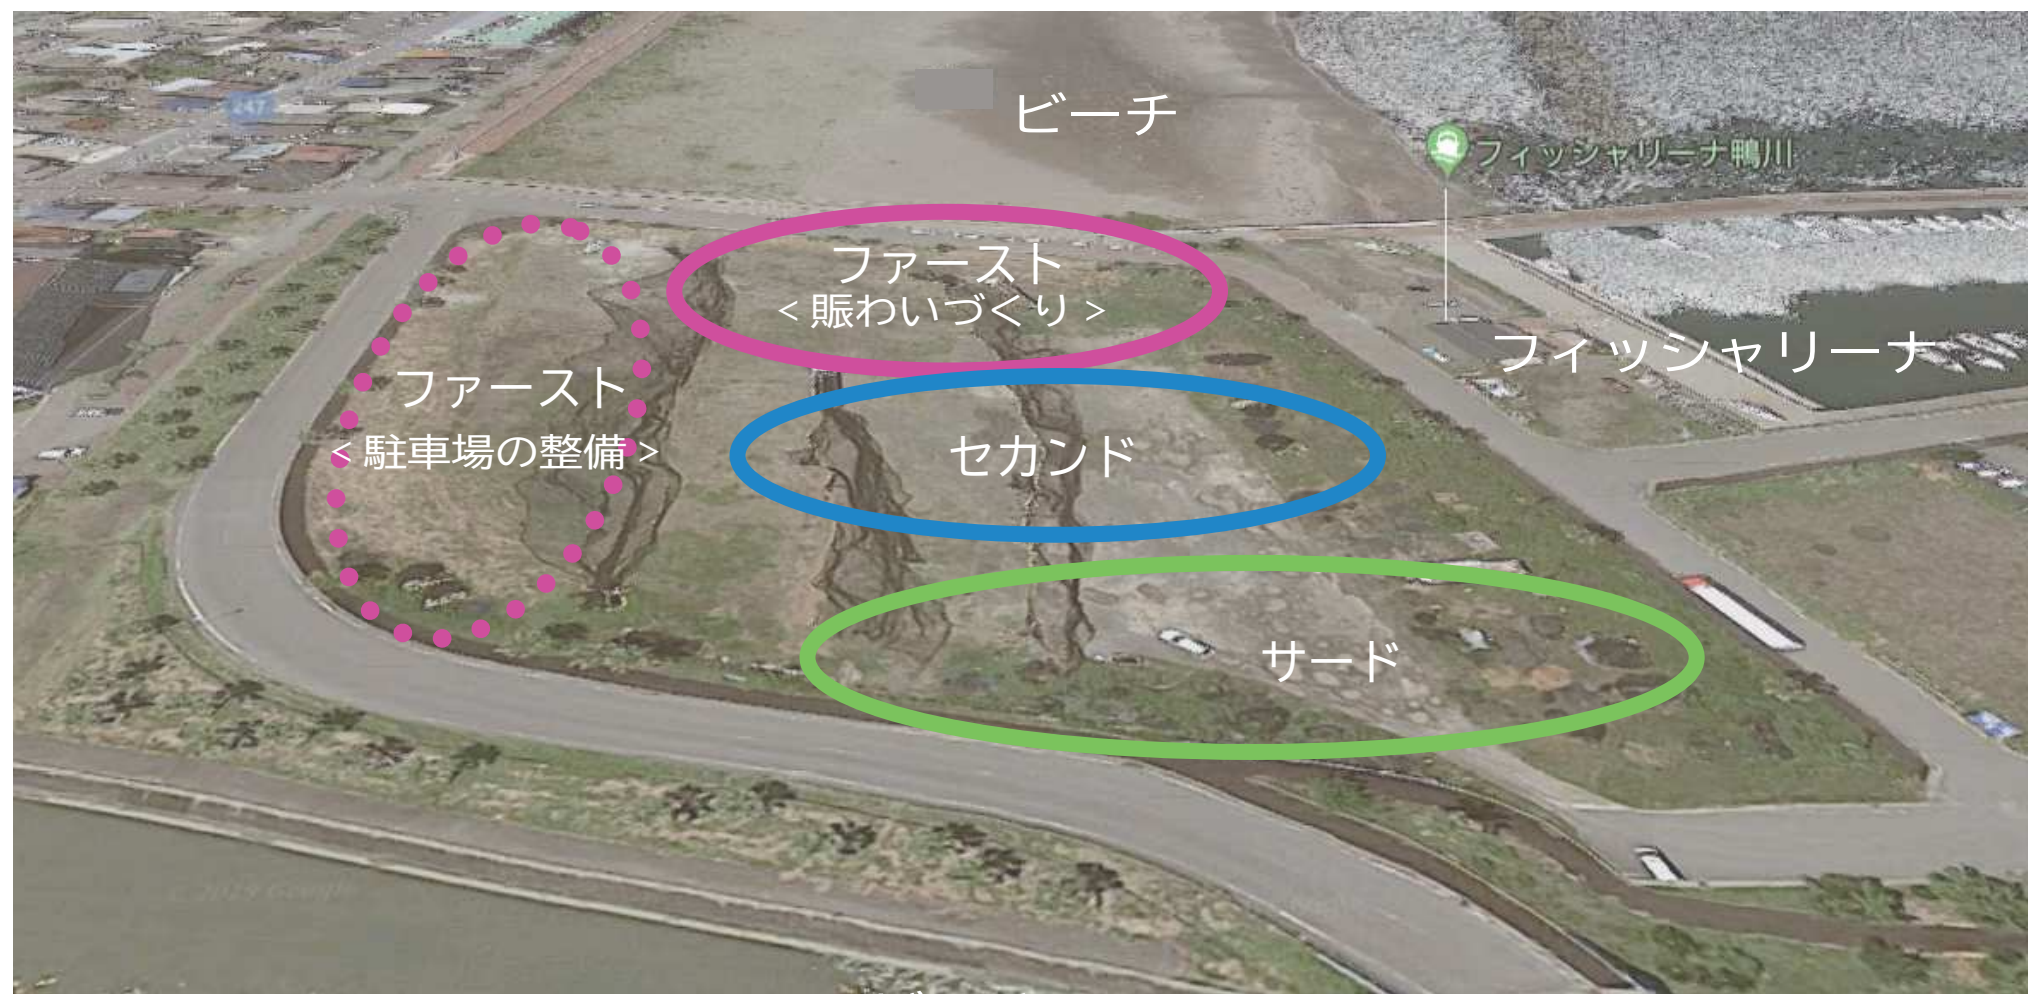 247
ビーチ
フィッシャリーナ鴨川
ファースト
<賑わいづくり>
フィッシャリーナ
ファースト
<駐車場の整備>
セカンド
サード